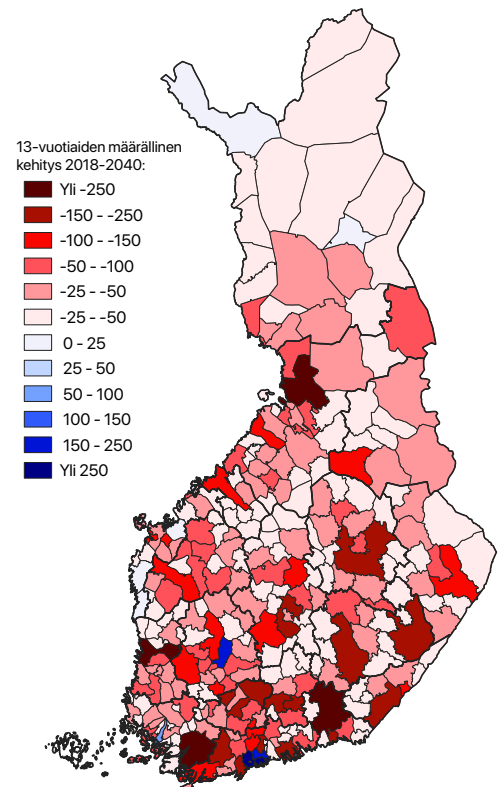 13-vuotiaiden määrällinen
kehitys 2018-2040:
Yli -250
-150 - -250
-100 - -150
-50 - -100
-25 - -50
-25 - -50
0 - 25
25 - 50
50 - 100
100 - 150
150 - 250
Yli 250